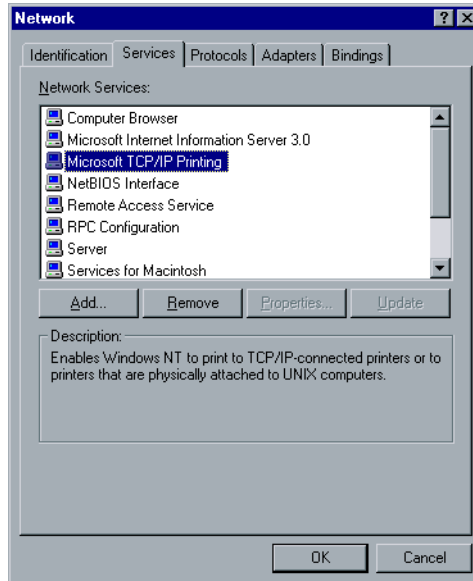 Network
Identification Services Protocols Adapters Bindings
Network Services:
Computer Browser
Microsoft Internet Information Server 3.0
Microsoft TCP/IP Printing
NetBIOS Interface
Remote Access Service
RPC Configuration
Server
Services for Macintosh
Add... Remove Properties... Update
Description:
Enables Windows NT to print to TCP/IP-connected printers or to
printers that are physically attached to UNIX computers.
OK Cancel